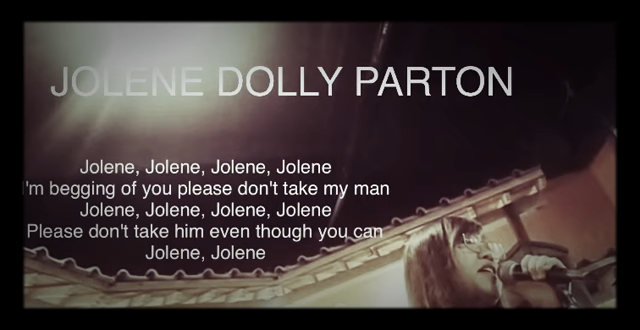 JOLENE DOLLY PARTON
Jolene, Jolene, Jolene, Jolene
I'm begging of you please don't take my man
Jolene, Jolene, Jolene, Jolene
Please don't take him even though you can
Jolene, Jolene